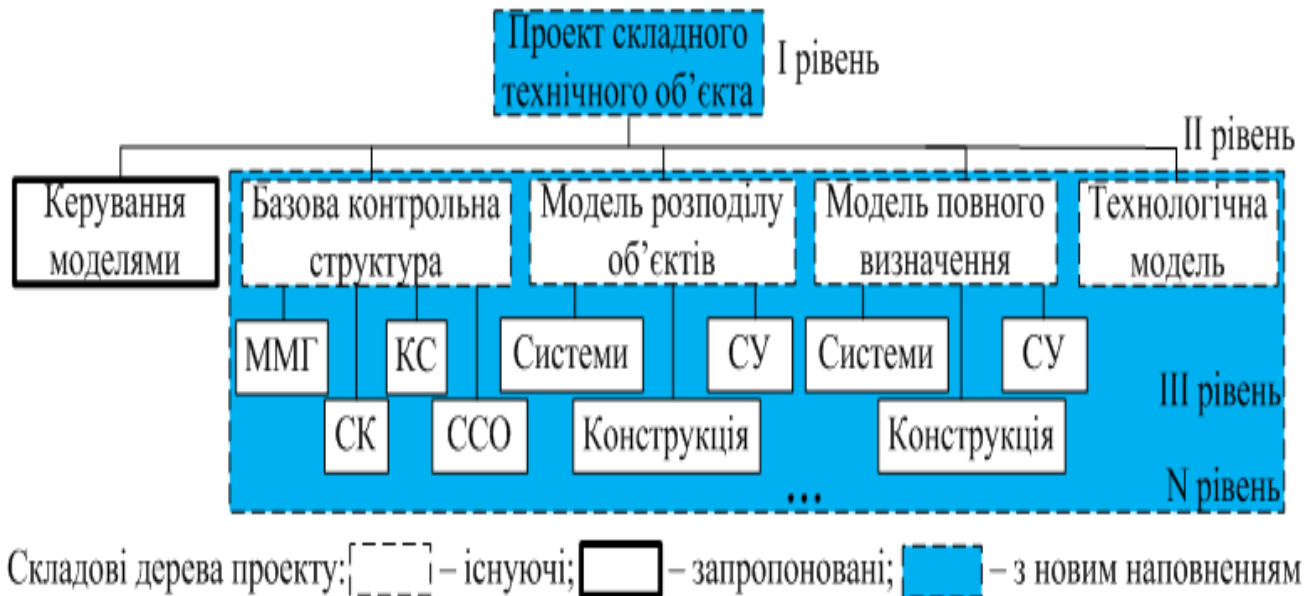 Проект складного
технічного об’єкта
I рівень
II рівень
Керування
моделями
Базова контрольна
структура
Модель розподілу
об’єктів
Модель повного
визначення
Технологічна
модель
ММГ
КС
Системи
СУ
Системи
СУ
СК
ССО
Конструкція
Конструкція
III рівень
...
N рівень
Складові дерева проекту: – існуючі; – запропоновані; – з новим наповненням